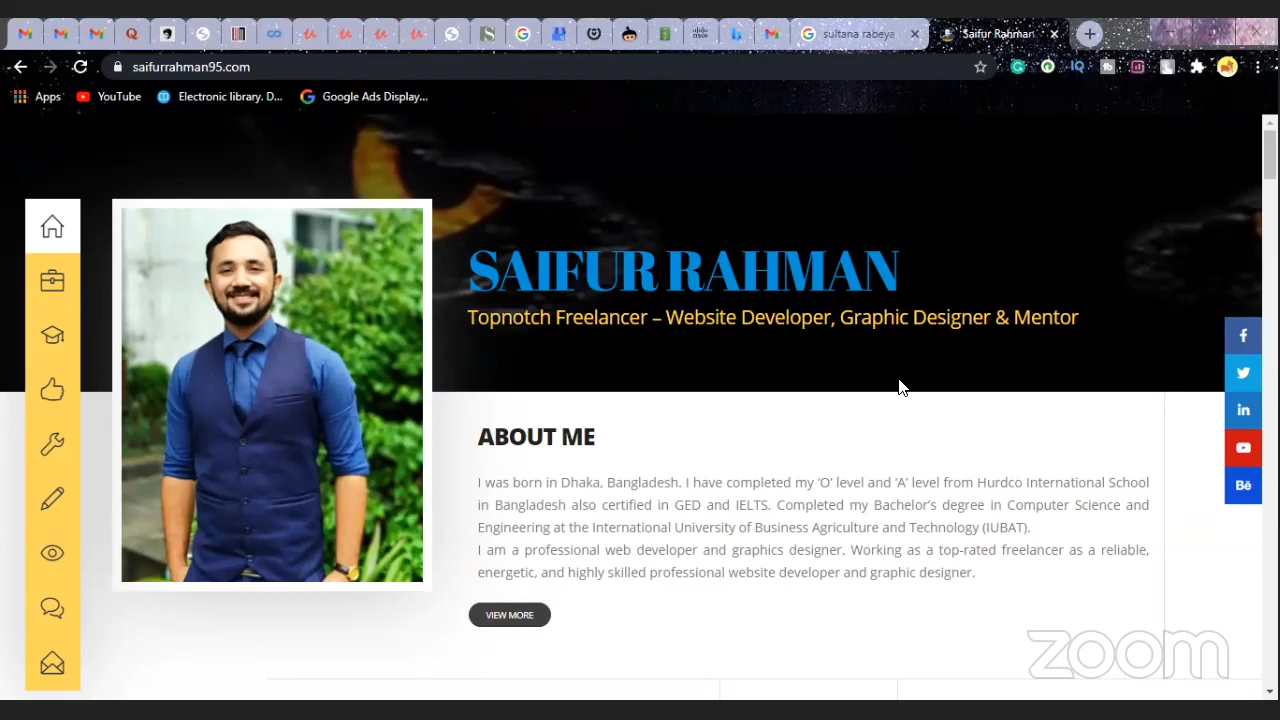 sultana rabeya
Saifur Rahman
saifurrahman95.com
Apps
YouTube
Electronic library. D...
Google Ads Display...
SAIFUR RAHMAN
Topnotch Freelancer – Website Developer, Graphic Designer & Mentor
ABOUT ME
I was born in Dhaka, Bangladesh. I have completed my ‘O’ level and ‘A’ level from Hurdco International School
in Bangladesh also certified in GED and IELTS. Completed my Bachelor’s degree in Computer Science and
Engineering at the International University of Business Agriculture and Technology (IUBAT).
I am a professional web developer and graphics designer. Working as a top-rated freelancer as a reliable,
energetic, and highly skilled professional website developer and graphic designer.
VIEW MORE
zoom